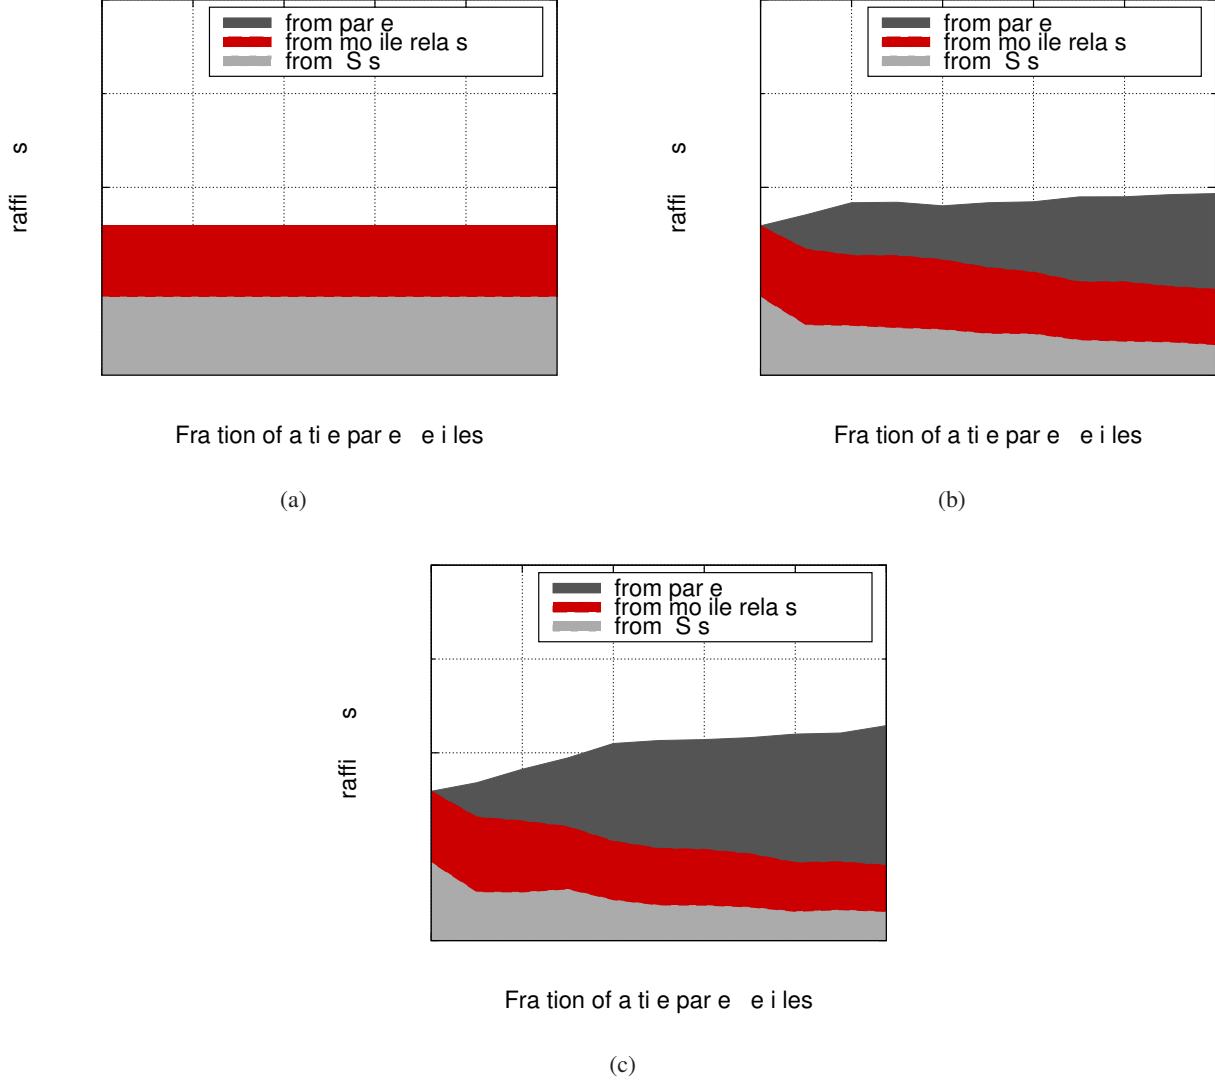 from par e
from mo ile rela s
from S s
raffi s
Fra tion of a ti e par e e i les
(a)
from par e
from mo ile rela s
from S s
raffi s
Fra tion of a ti e par e e i les
(b)
from par e
from mo ile rela s
from S s
raffi s
Fra tion of a ti e par e e i les
(c)